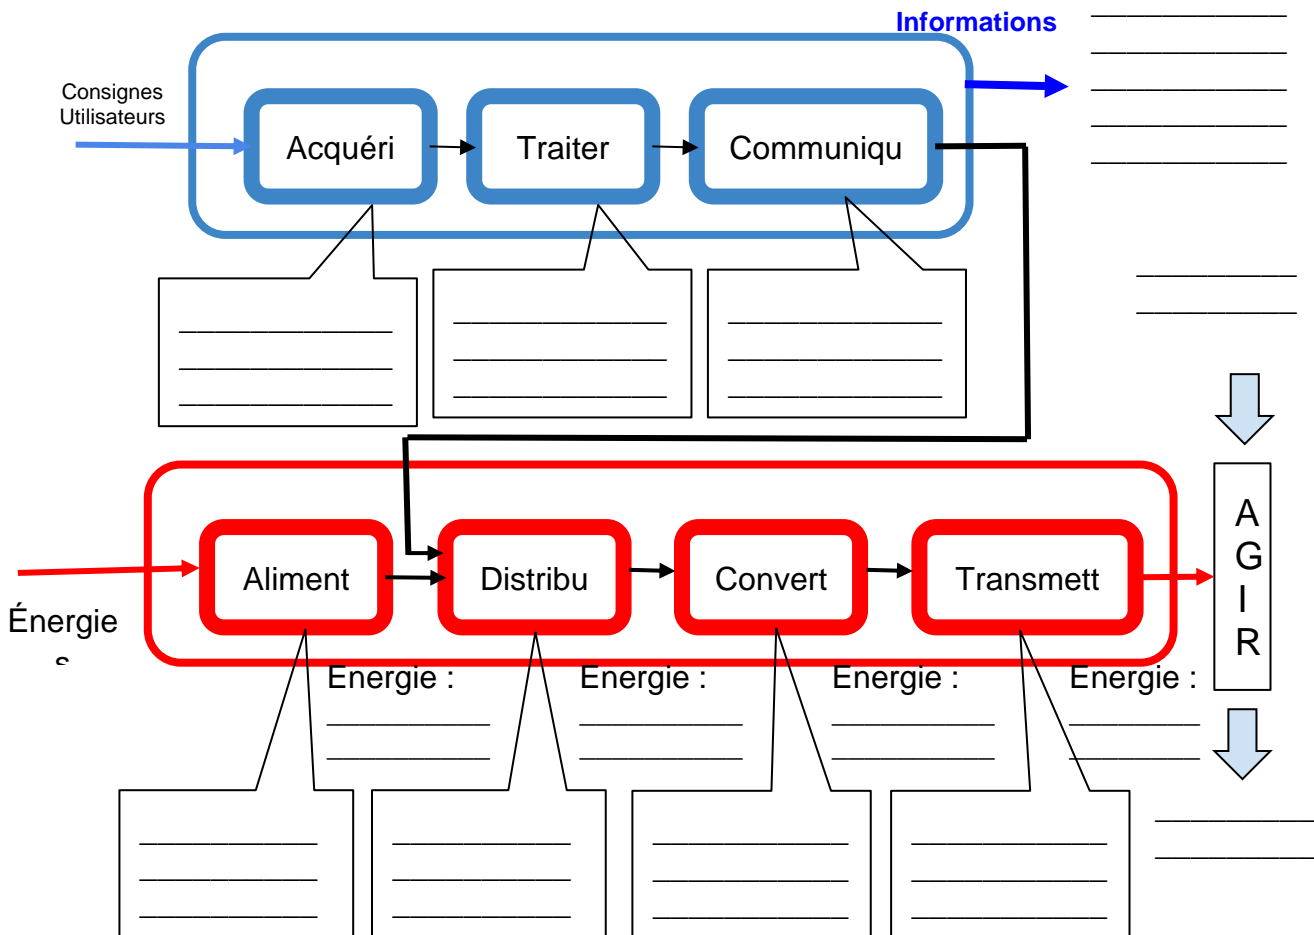 Informations
Consignes
Utilisateurs
Acquéri
Traiter
Communiqu
A
G
I
R
Aliment
Distribu
Convert
Transmett
Énergie
s
Energie :
Energie :
Energie :
Energie :